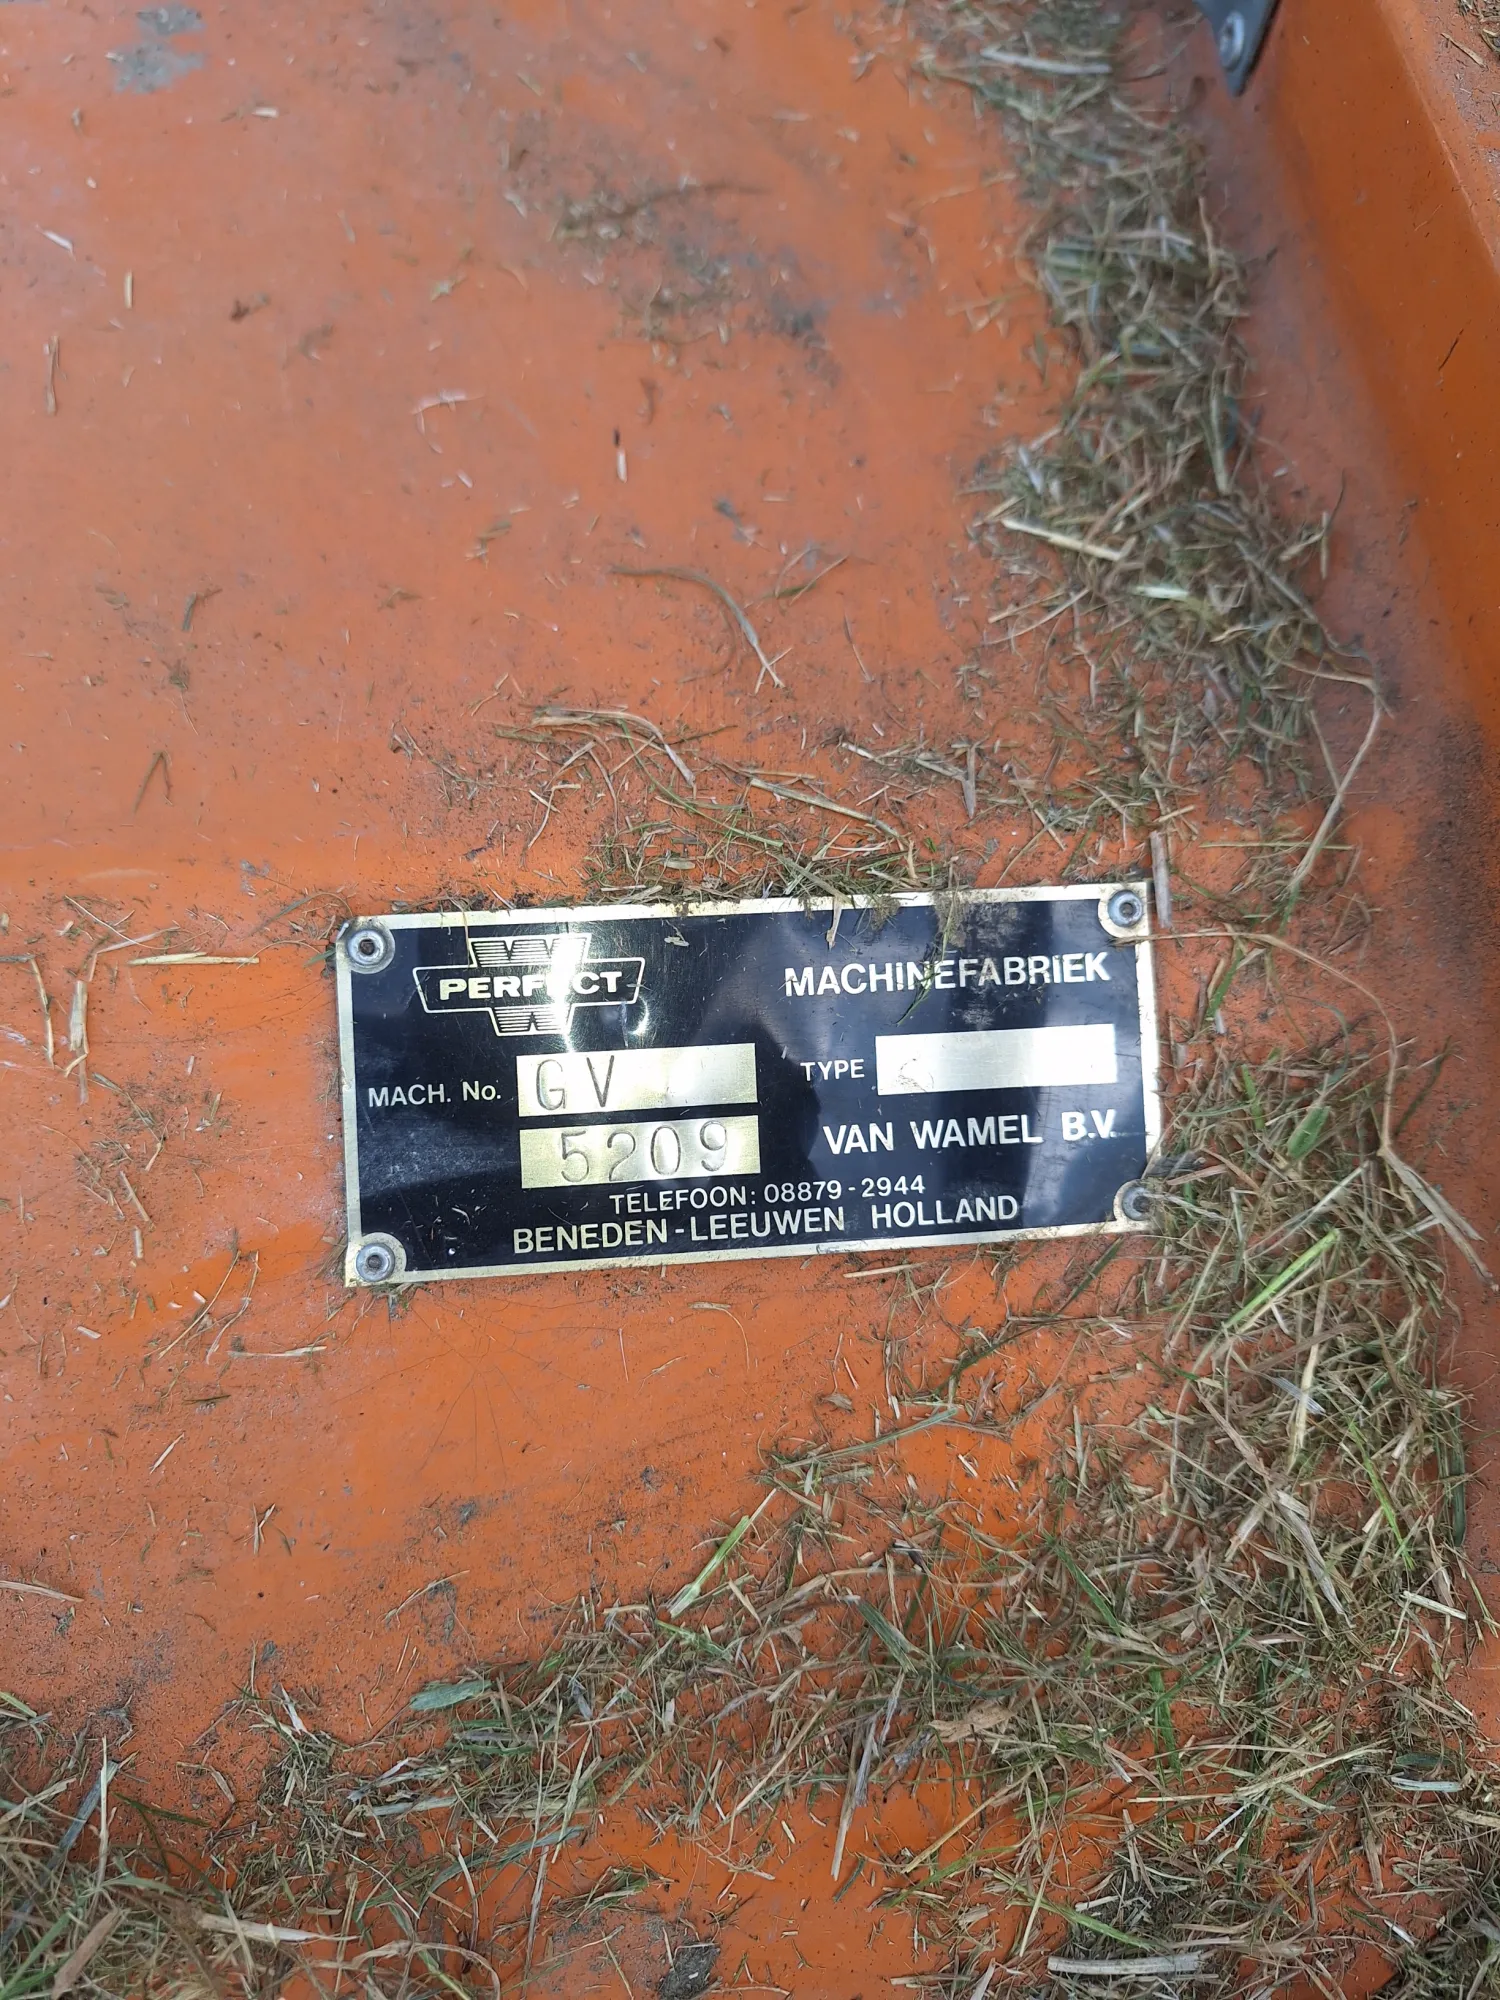 PERFECT
MACHINEFABRIEK
MACH. No. GV
TYPE
5209
VAN WAMEL B.V.
TELEFOON: 08879-2944
BENEDEN-LEEUWEN HOLLAND